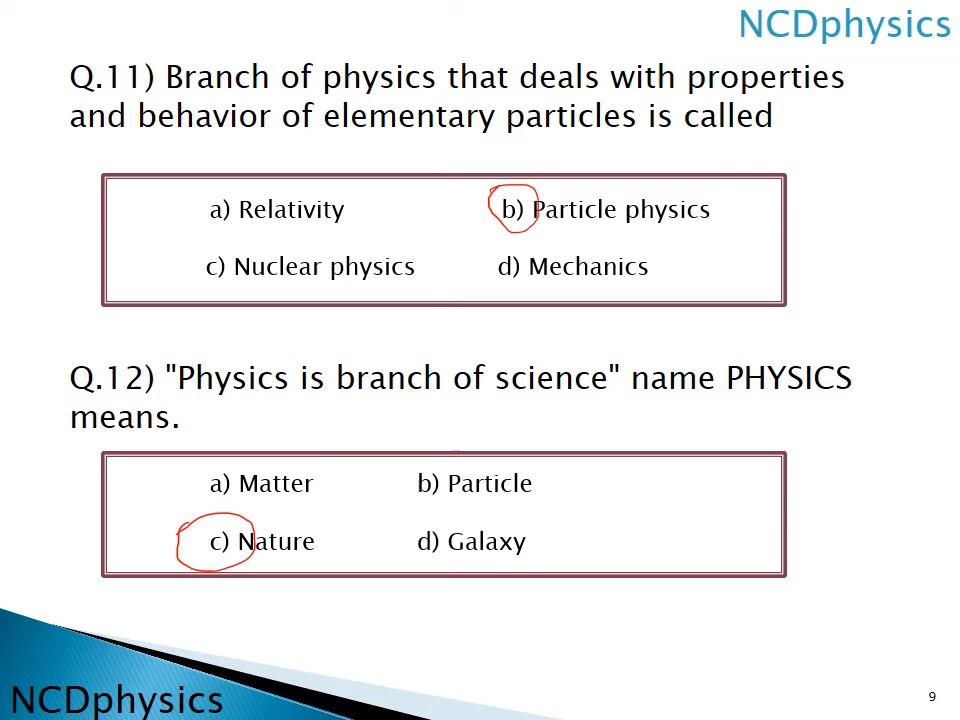 NCDphysics
Q.11) Branch of physics that deals with properties
and behavior of elementary particles is called
a) Relativity b) Particle physics
c) Nuclear physics d) Mechanics
Q.12) "Physics is branch of science" name PHYSICS
means.
a) Matter b) Particle
c) Nature d) Galaxy
NCDphysics
9